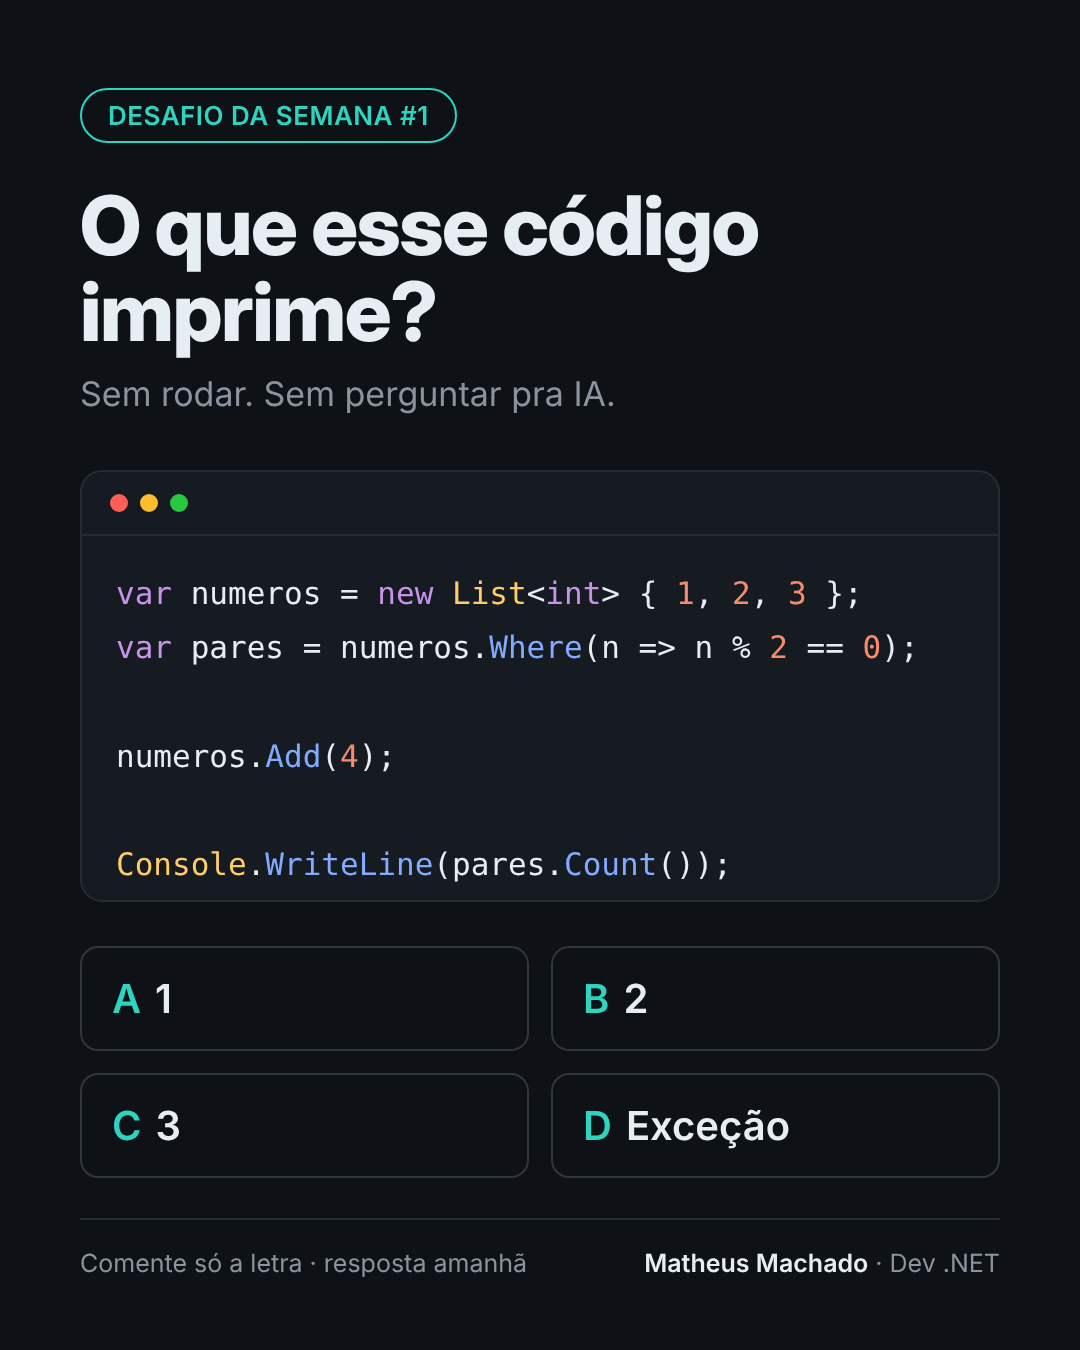 DESAFIO DA SEMANA #1
O que esse código
imprime?
Sem rodar. Sem perguntar pra IA.
var numeros = new List<int> { 1, 2, 3 };
var pares = numeros.Where(n => n % 2 == 0);
numeros.Add(4);
Console.WriteLine(pares.Count());
A 1
B 2
C 3
D Exceção
Comente só a letra · resposta amanhã
Matheus Machado · Dev .NET